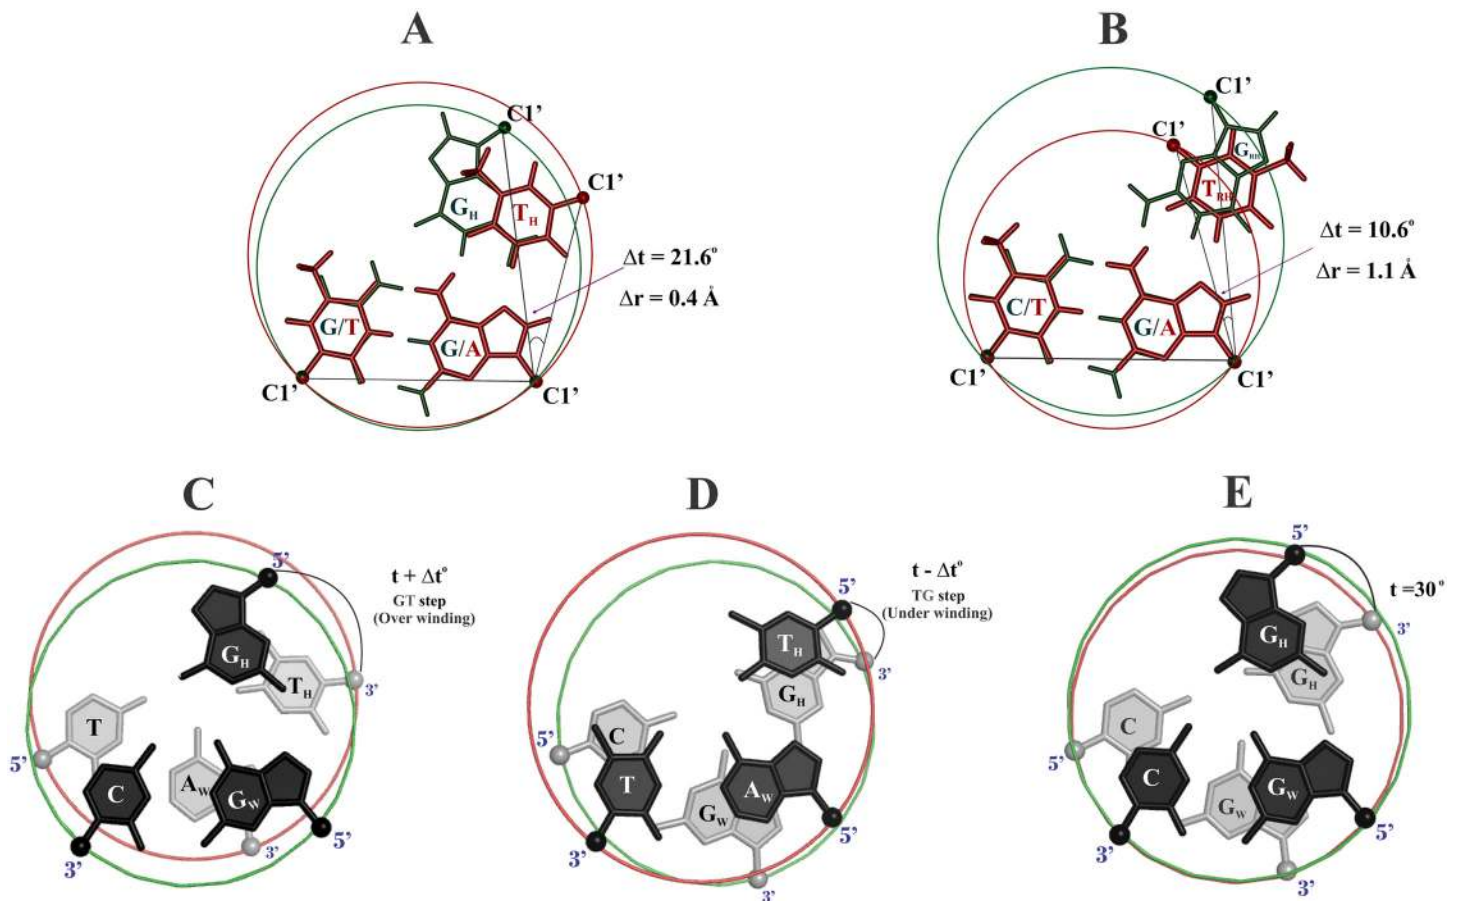 A
C1’
C1’
G_H
T_H
Δt = 21.6°
Δr = 0.4 Å
G/T
G/A
C1’
C1’
B
C1’
C1’
G_RH
T_RH
Δt = 10.6°
Δr = 1.1 Å
C/T
G/A
C1’
C1’
C
5’
t + Δt°
GT step
(Over winding)
G_H
T_H
3’
T
5’
A_W
G_W
C
3’
5’
3’
D
5’
t - Δt°
TG step
(Under winding)
T_H
3’
G_H
5’
C
T
A_W
G_W
5’
3’
3’
E
5’
t =30°
G_H
3’
G_H
C
5’
C
G_W
G_W
5’
3’
3’